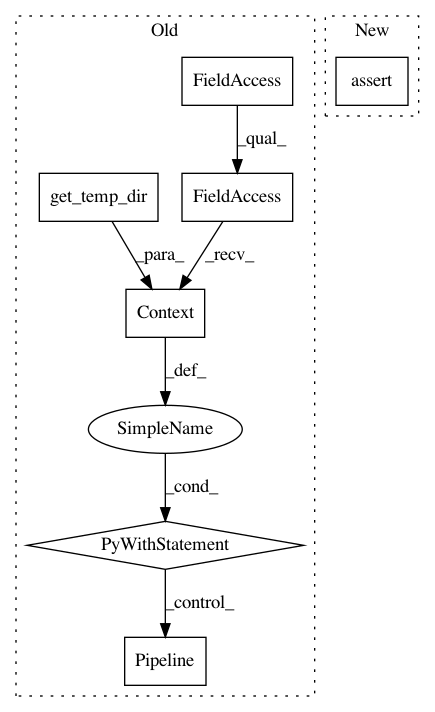 Old
New
FieldAccess
assert
_qual_
get_temp_dir
FieldAccess
_para_
_recv_
Context
_def_
SimpleName
_cond_
PyWithStatement
_control_
Pipeline